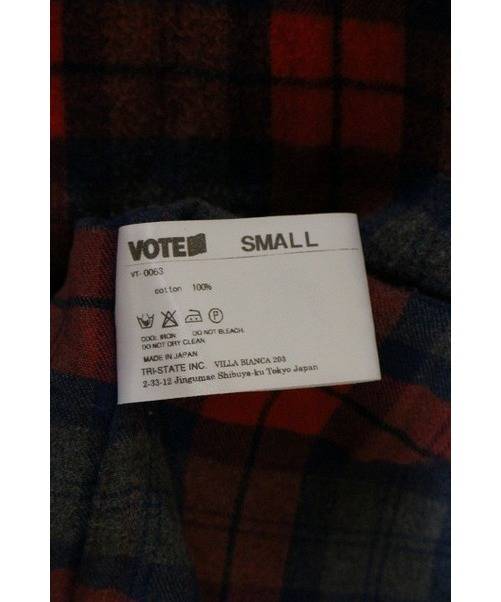 VOTE SMALL
VT-0063
cotton 100%
P
COOL IRON DO NOT BLEACH.
DO NOT DRY CLEAN.
MADE IN JAPAN
TRI-STATE INC. VILLA BIANCA 203
2-33-12 Jingumae Shibuya-ku Tokyo Japan